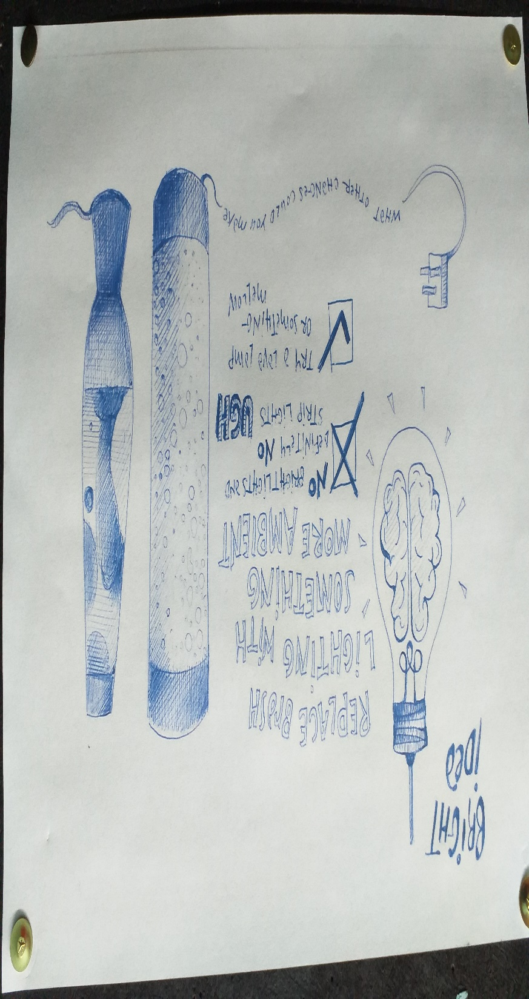 BRIGHT
IDEA
REPLACE BRASH
LIGHTING WITH
SOMETHING
MORE AMBIENT
NO BRIGHT LIGHTS AND
DEFINITELY NO
STRIP LIGHTS UGH
TRY A LAVA LAMP
OR SOMETHING
MELLOW
WHAT OTHER CHANGES COULD YOU MAKE